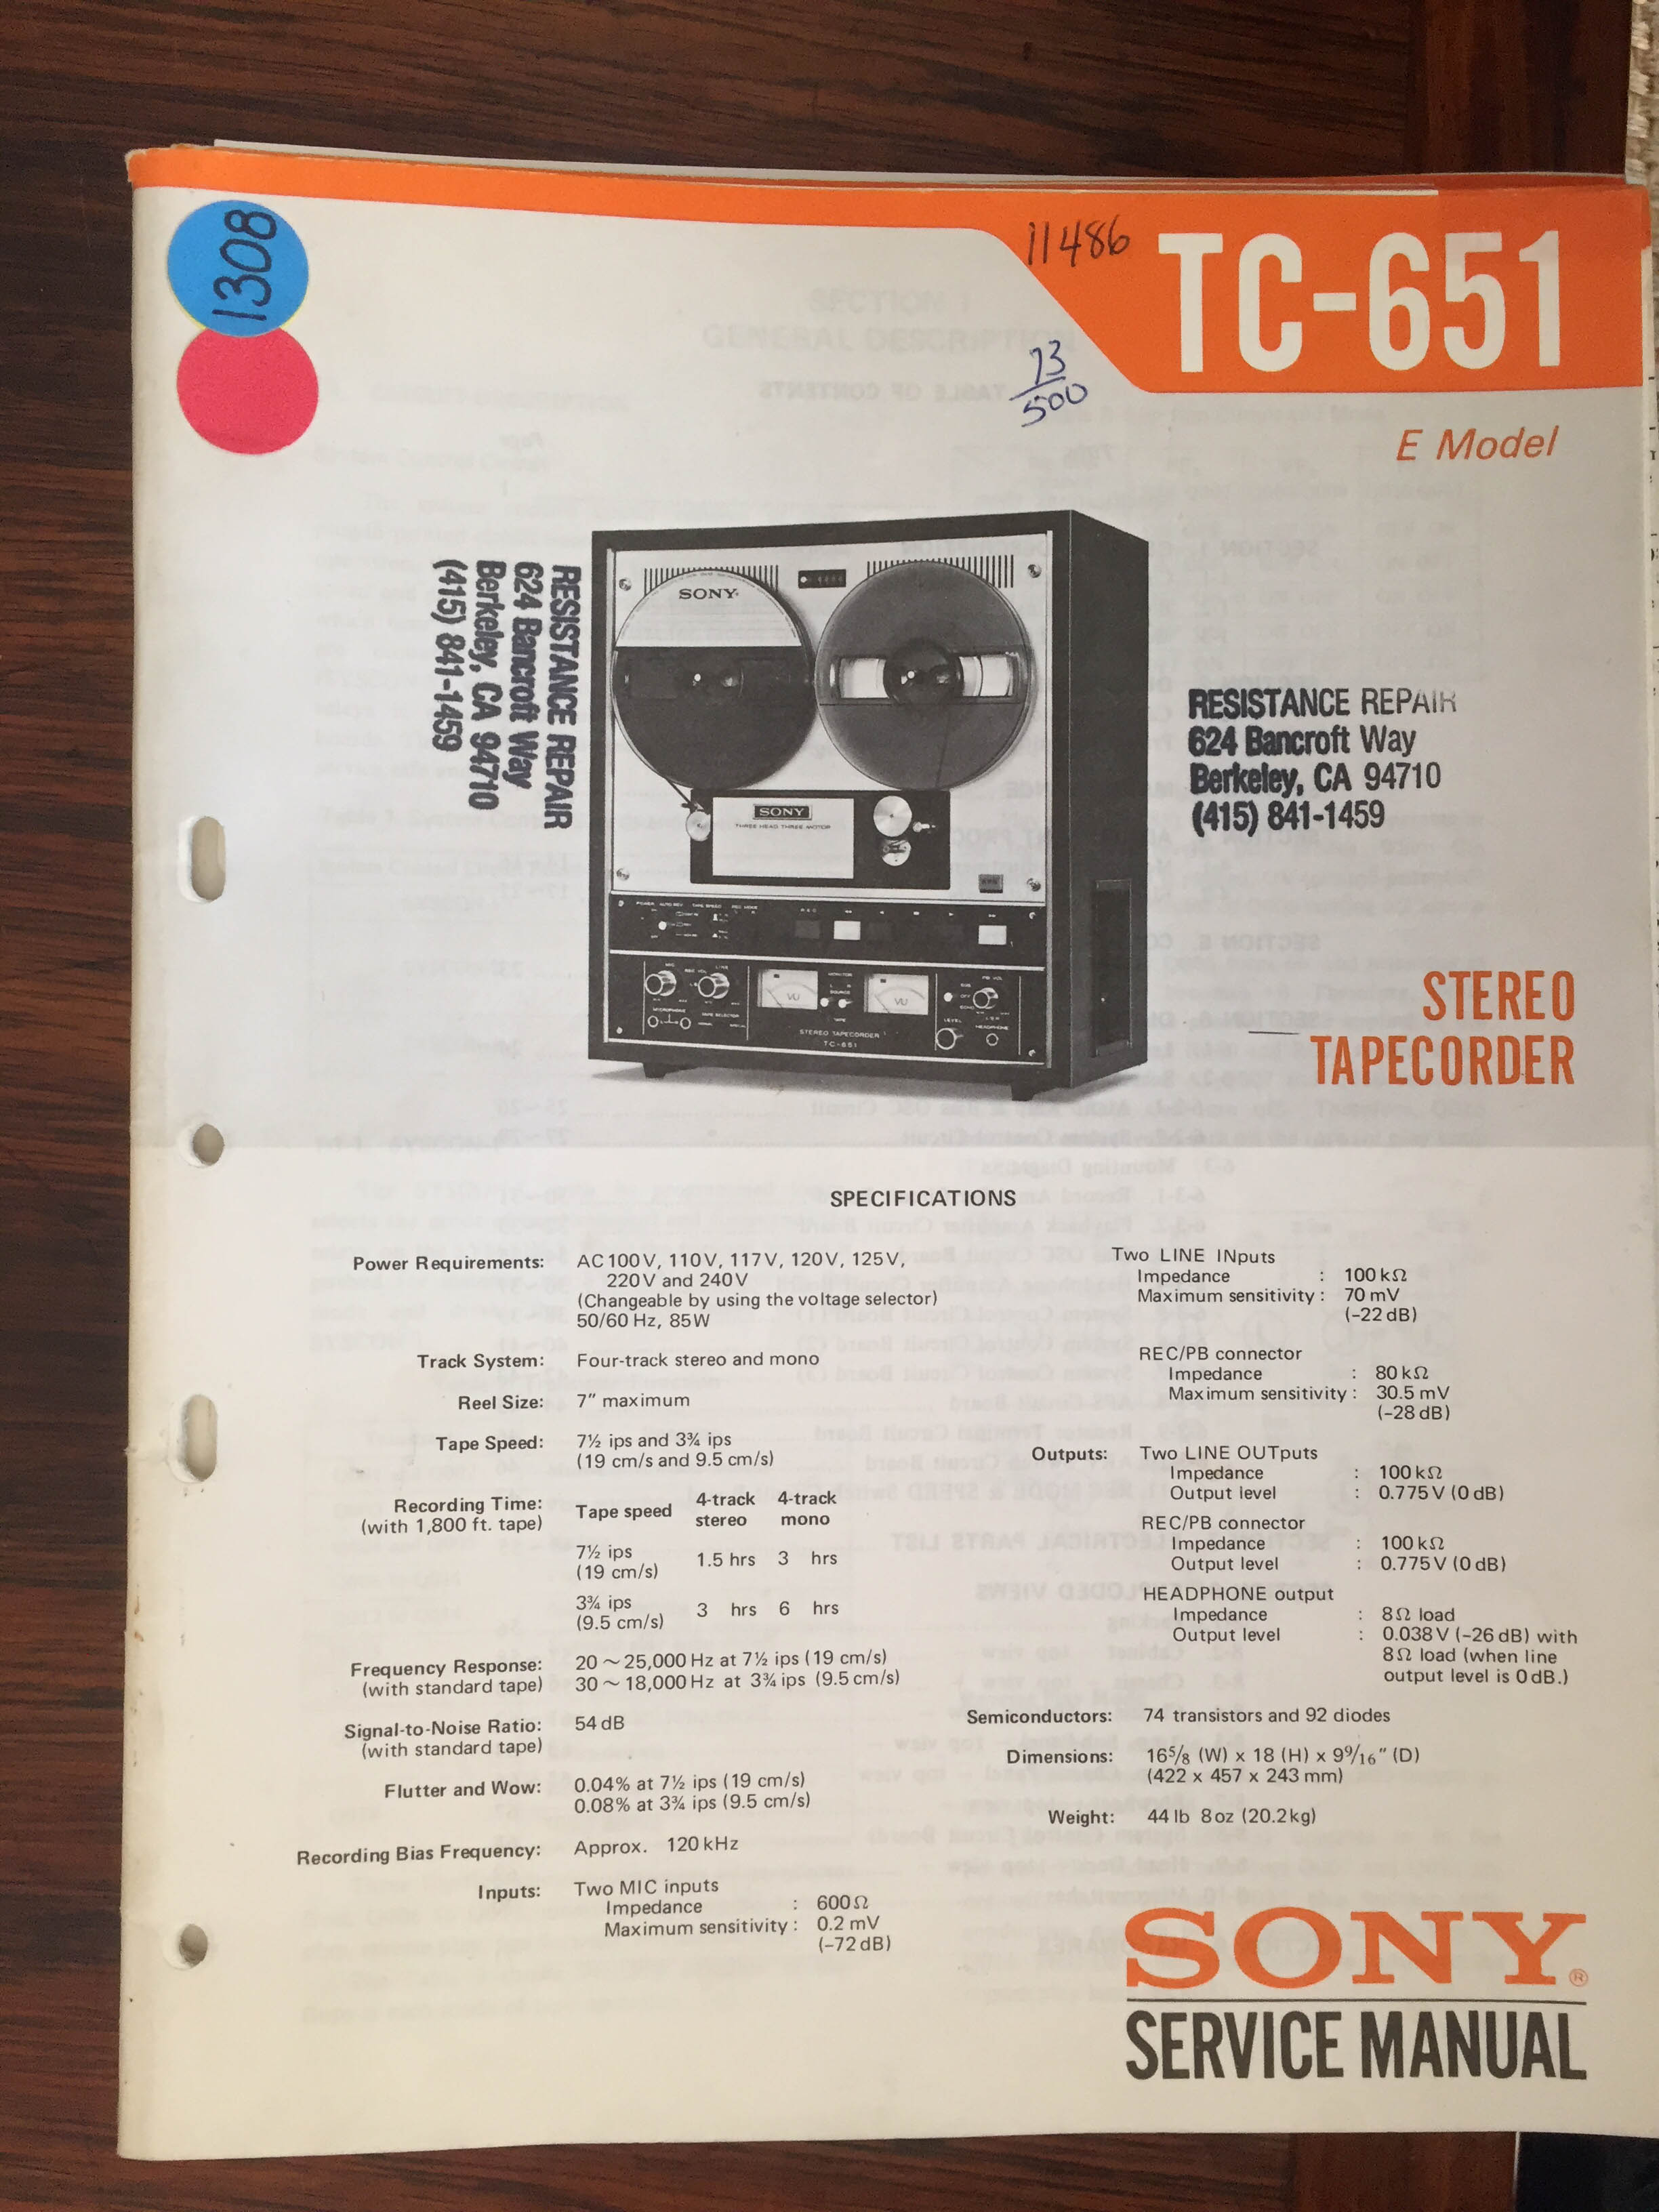 1308
11486
TC-651
73
500
E Model
RESISTANCE REPAIR
624 Bancroft Way
Berkeley, CA 94710
(415) 841-1459
SONY
SONY
THREE HEAD THREE MOTOR
VU
VU
STEREO TAPECORDER
TC-651
RESISTANCE REPAIR
624 Bancroft Way
Berkeley, CA 94710
(415) 841-1459
STEREO
TAPECORDER
SPECIFICATIONS
Power Requirements: AC 100 V, 110 V, 117 V, 120 V, 125 V,
220 V and 240 V
(Changeable by using the voltage selector)
50/60 Hz, 85W
Track System: Four-track stereo and mono
Reel Size: 7" maximum
Tape Speed: 7½ ips and 3¾ ips
(19 cm/s and 9.5 cm/s)
Recording Time:
(with 1,800 ft. tape)
Tape speed 4-track stereo 4-track mono
7½ ips
(19 cm/s) 1.5 hrs 3 hrs
3¾ ips
(9.5 cm/s) 3 hrs 6 hrs
Frequency Response: 20 ~ 25,000 Hz at 7½ ips (19 cm/s)
(with standard tape) 30 ~ 18,000 Hz at 3¾ ips (9.5 cm/s)
Signal-to-Noise Ratio: 54 dB
(with standard tape)
Flutter and Wow: 0.04% at 7½ ips (19 cm/s)
0.08% at 3¾ ips (9.5 cm/s)
Recording Bias Frequency: Approx. 120 kHz
Inputs: Two MIC inputs
Impedance : 600 Ω
Maximum sensitivity : 0.2 mV
(–72 dB)
Two LINE INputs
Impedance : 100 kΩ
Maximum sensitivity : 70 mV
(–22 dB)
REC/PB connector
Impedance : 80 kΩ
Maximum sensitivity : 30.5 mV
(–28 dB)
Outputs: Two LINE OUTputs
Impedance : 100 kΩ
Output level : 0.775 V (0 dB)
REC/PB connector
Impedance : 100 kΩ
Output level : 0.775 V (0 dB)
HEADPHONE output
Impedance : 8 Ω load
Output level : 0.038 V (–26 dB) with
8 Ω load (when line
output level is 0 dB.)
Semiconductors: 74 transistors and 92 diodes
Dimensions: 16⁵⁄₈ (W) x 18 (H) x 9⁹⁄₁₆" (D)
(422 x 457 x 243 mm)
Weight: 44 lb 8 oz (20.2 kg)
SONY®
SERVICE MANUAL